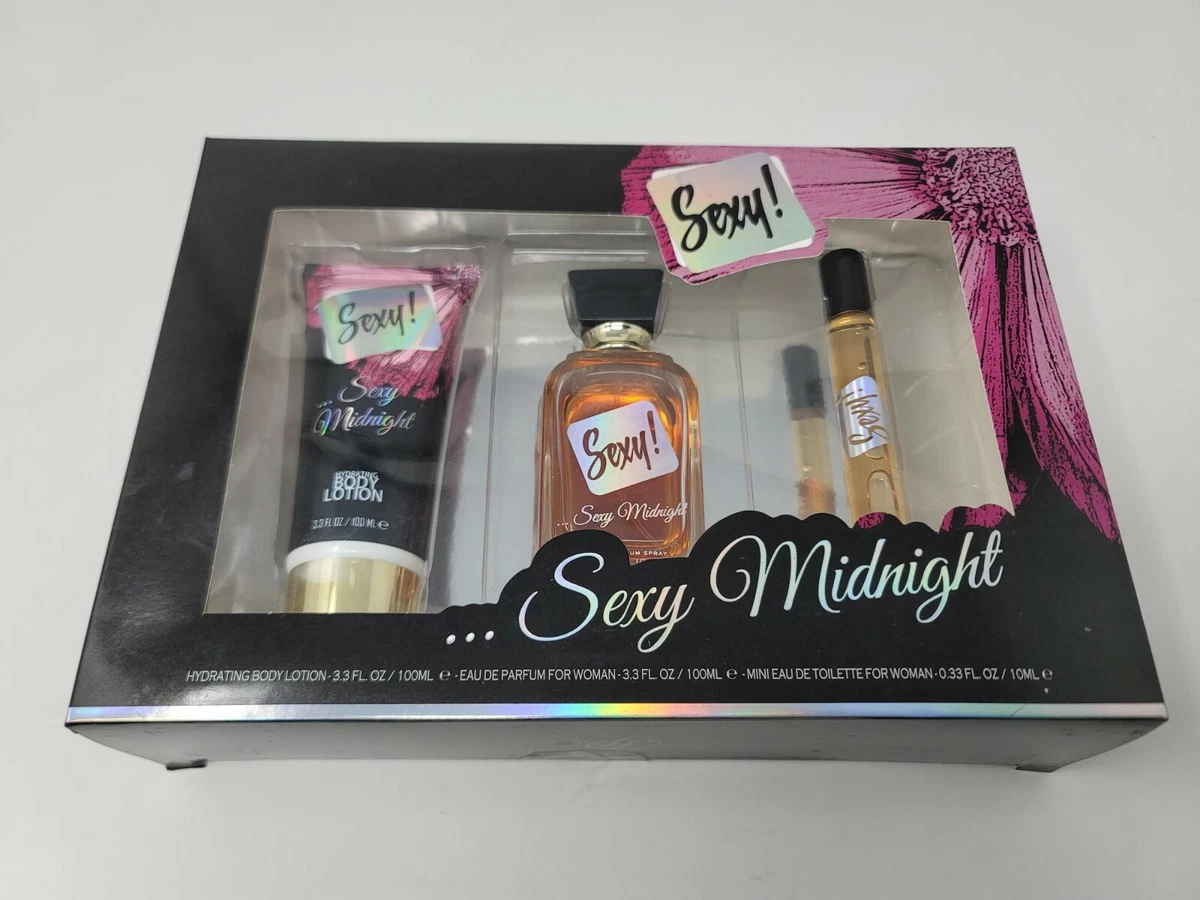 Sexy!
Sexy!
...Sexy
Midnight
HYDRATING
BODY
LOTION
3.3 FL OZ / 100 ML ℮
Sexy!
...Sexy Midnight
UM SPRAY
Sexy!
... Sexy Midnight
HYDRATING BODY LOTION - 3.3 FL. OZ / 100ML ℮ - EAU DE PARFUM FOR WOMAN - 3.3 FL. OZ / 100ML ℮ - MINI EAU DE TOILETTE FOR WOMAN - 0.33 FL. OZ / 10ML ℮